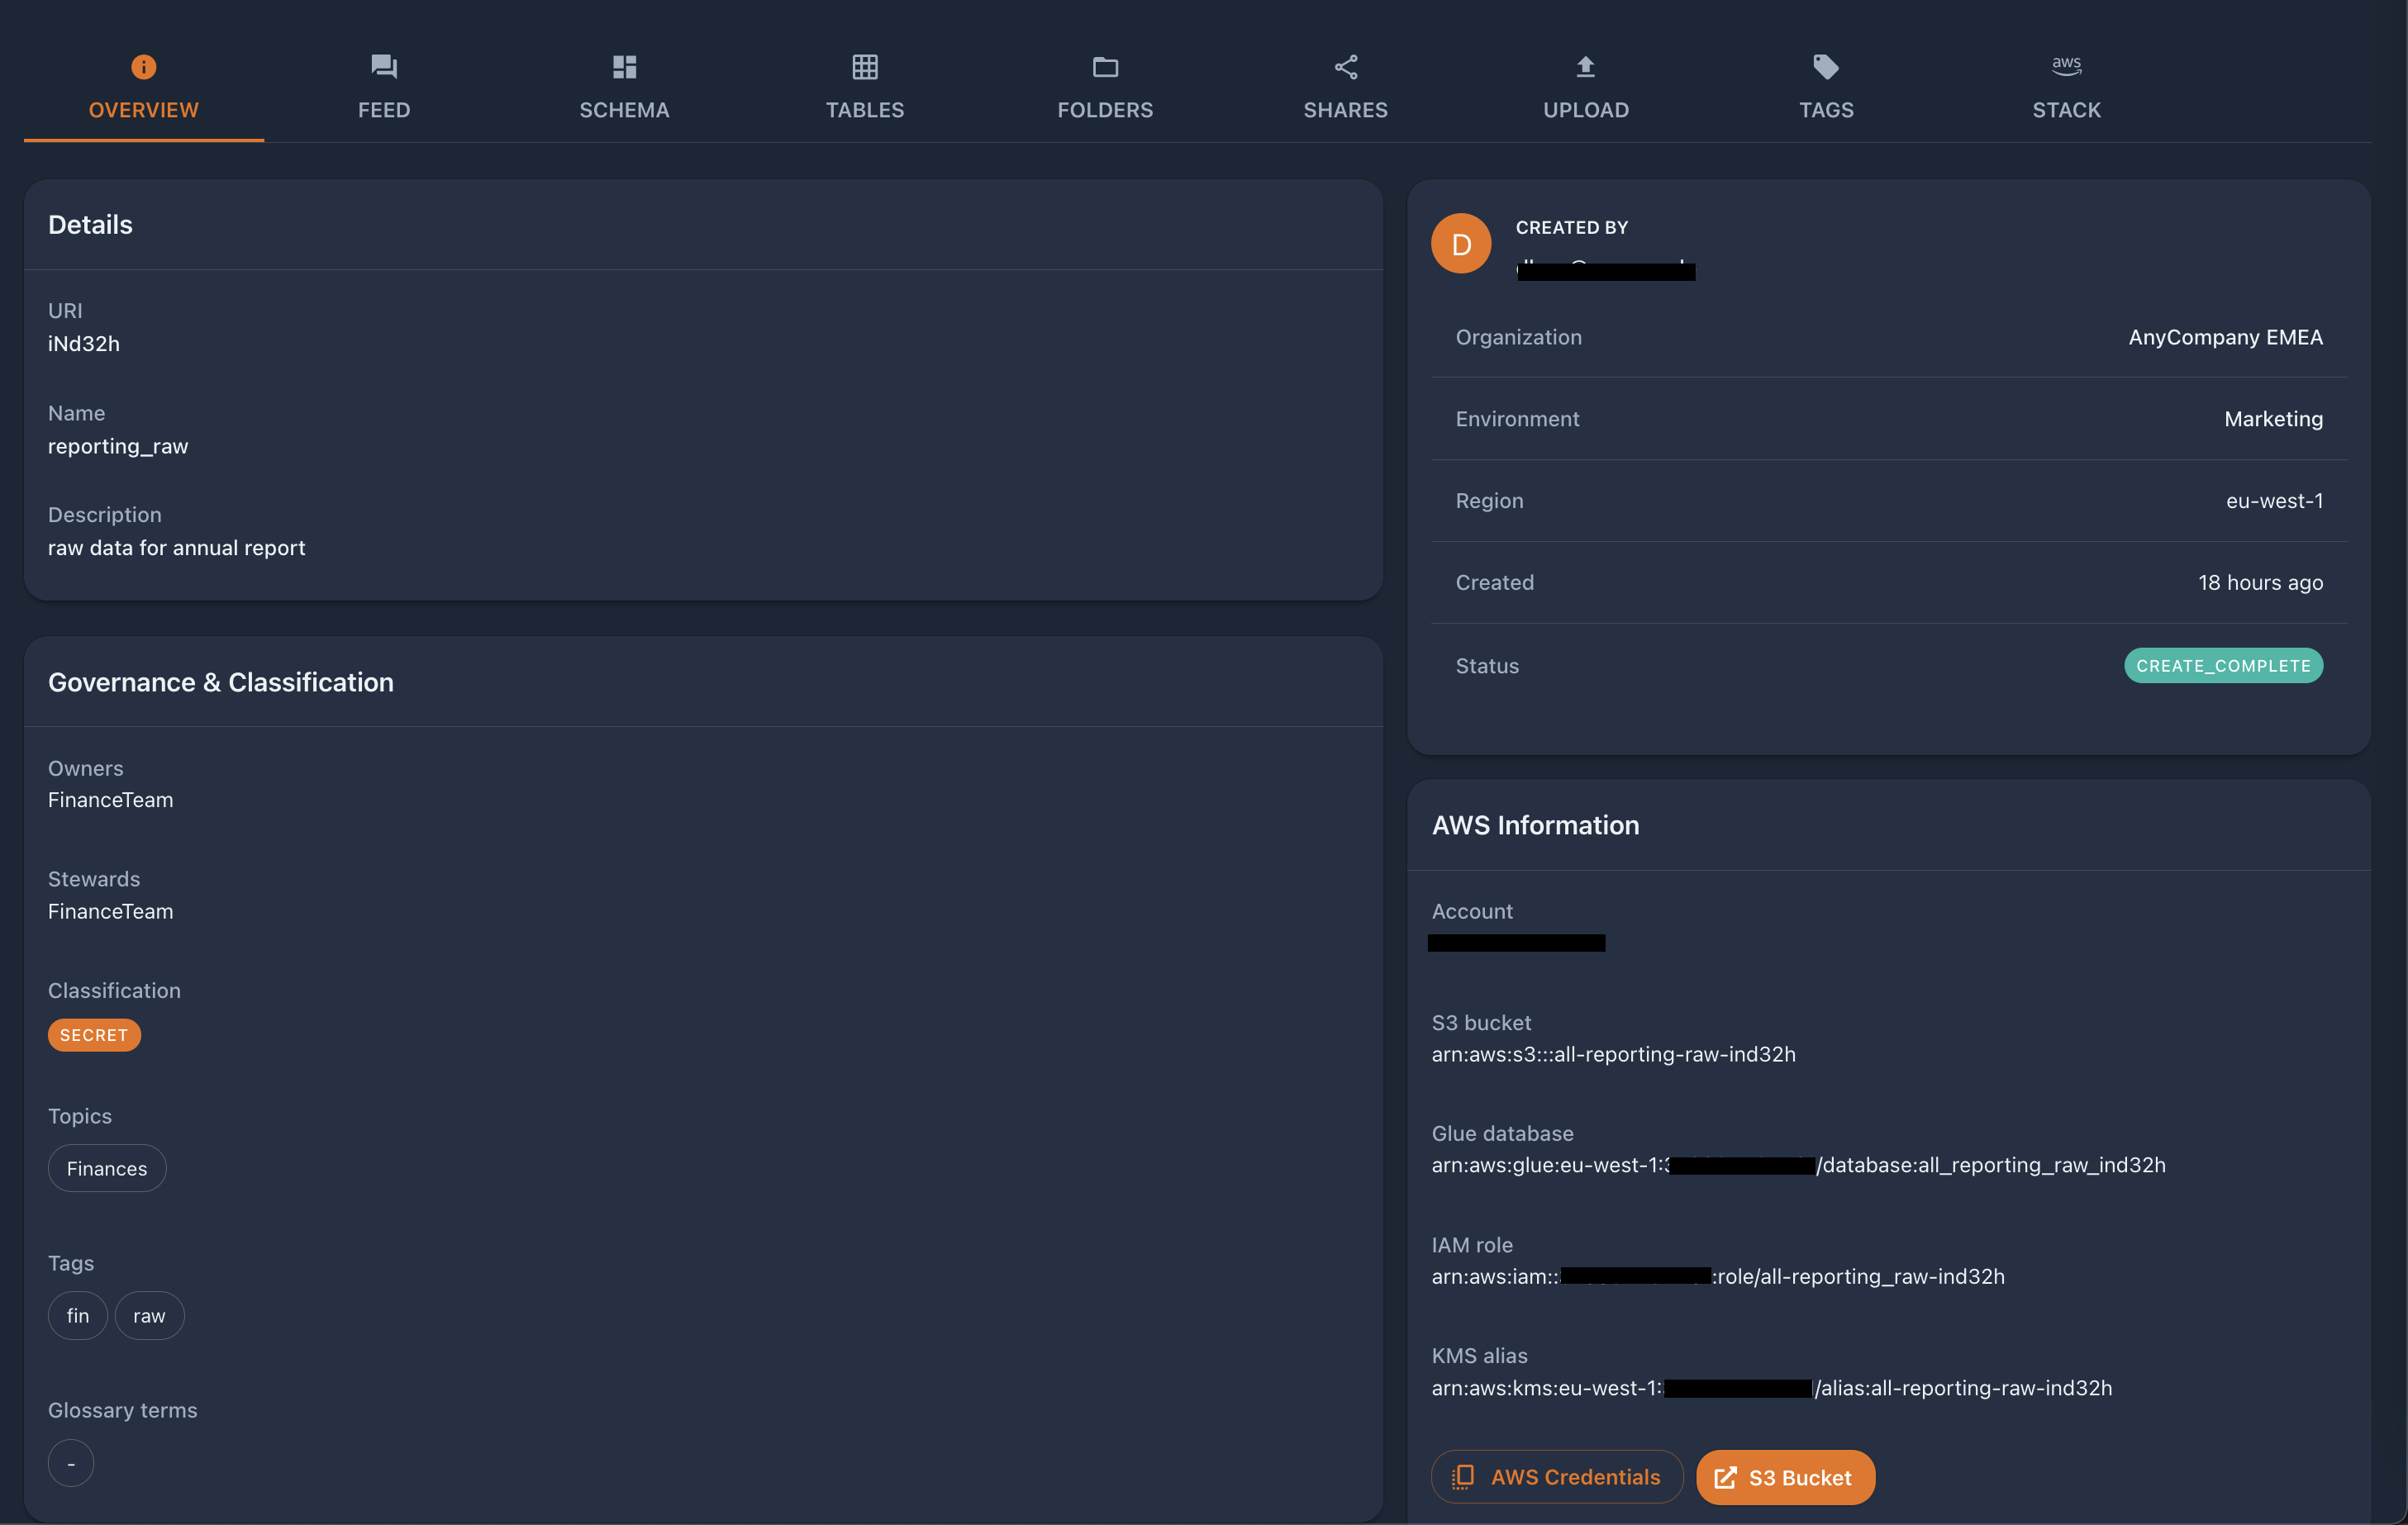 OVERVIEW
FEED
SCHEMA
TABLES
FOLDERS
SHARES
UPLOAD
TAGS
aws
STACK
Details
URI
iNd32h
Name
reporting_raw
Description
raw data for annual report
Governance & Classification
Owners
FinanceTeam
Stewards
FinanceTeam
Classification
SECRET
Topics
Finances
Tags
fin raw
Glossary terms
-
D
CREATED BY
Organization AnyCompany EMEA
Environment Marketing
Region eu-west-1
Created 18 hours ago
Status CREATE_COMPLETE
AWS Information
Account
S3 bucket
arn:aws:s3:::all-reporting-raw-ind32h
Glue database
arn:aws:glue:eu-west-1: /database:all_reporting_raw_ind32h
IAM role
arn:aws:iam:: :role/all-reporting_raw-ind32h
KMS alias
arn:aws:kms:eu-west-1: /alias:all-reporting-raw-ind32h
AWS Credentials
S3 Bucket